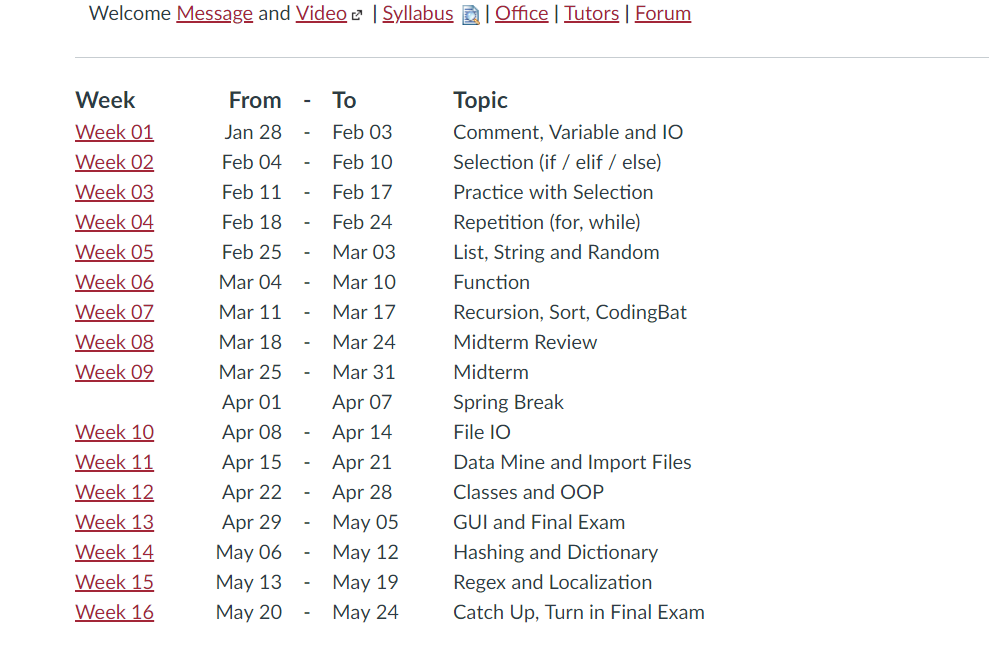 Welcome Message and Video | Syllabus | Office | Tutors | Forum
Week From - To Topic
Week 01 Jan 28 - Feb 03 Comment, Variable and IO
Week 02 Feb 04 - Feb 10 Selection (if / elif / else)
Week 03 Feb 11 - Feb 17 Practice with Selection
Week 04 Feb 18 - Feb 24 Repetition (for, while)
Week 05 Feb 25 - Mar 03 List, String and Random
Week 06 Mar 04 - Mar 10 Function
Week 07 Mar 11 - Mar 17 Recursion, Sort, CodingBat
Week 08 Mar 18 - Mar 24 Midterm Review
Week 09 Mar 25 - Mar 31 Midterm
Apr 01 Apr 07 Spring Break
Week 10 Apr 08 - Apr 14 File IO
Week 11 Apr 15 - Apr 21 Data Mine and Import Files
Week 12 Apr 22 - Apr 28 Classes and OOP
Week 13 Apr 29 - May 05 GUI and Final Exam
Week 14 May 06 - May 12 Hashing and Dictionary
Week 15 May 13 - May 19 Regex and Localization
Week 16 May 20 - May 24 Catch Up, Turn in Final Exam